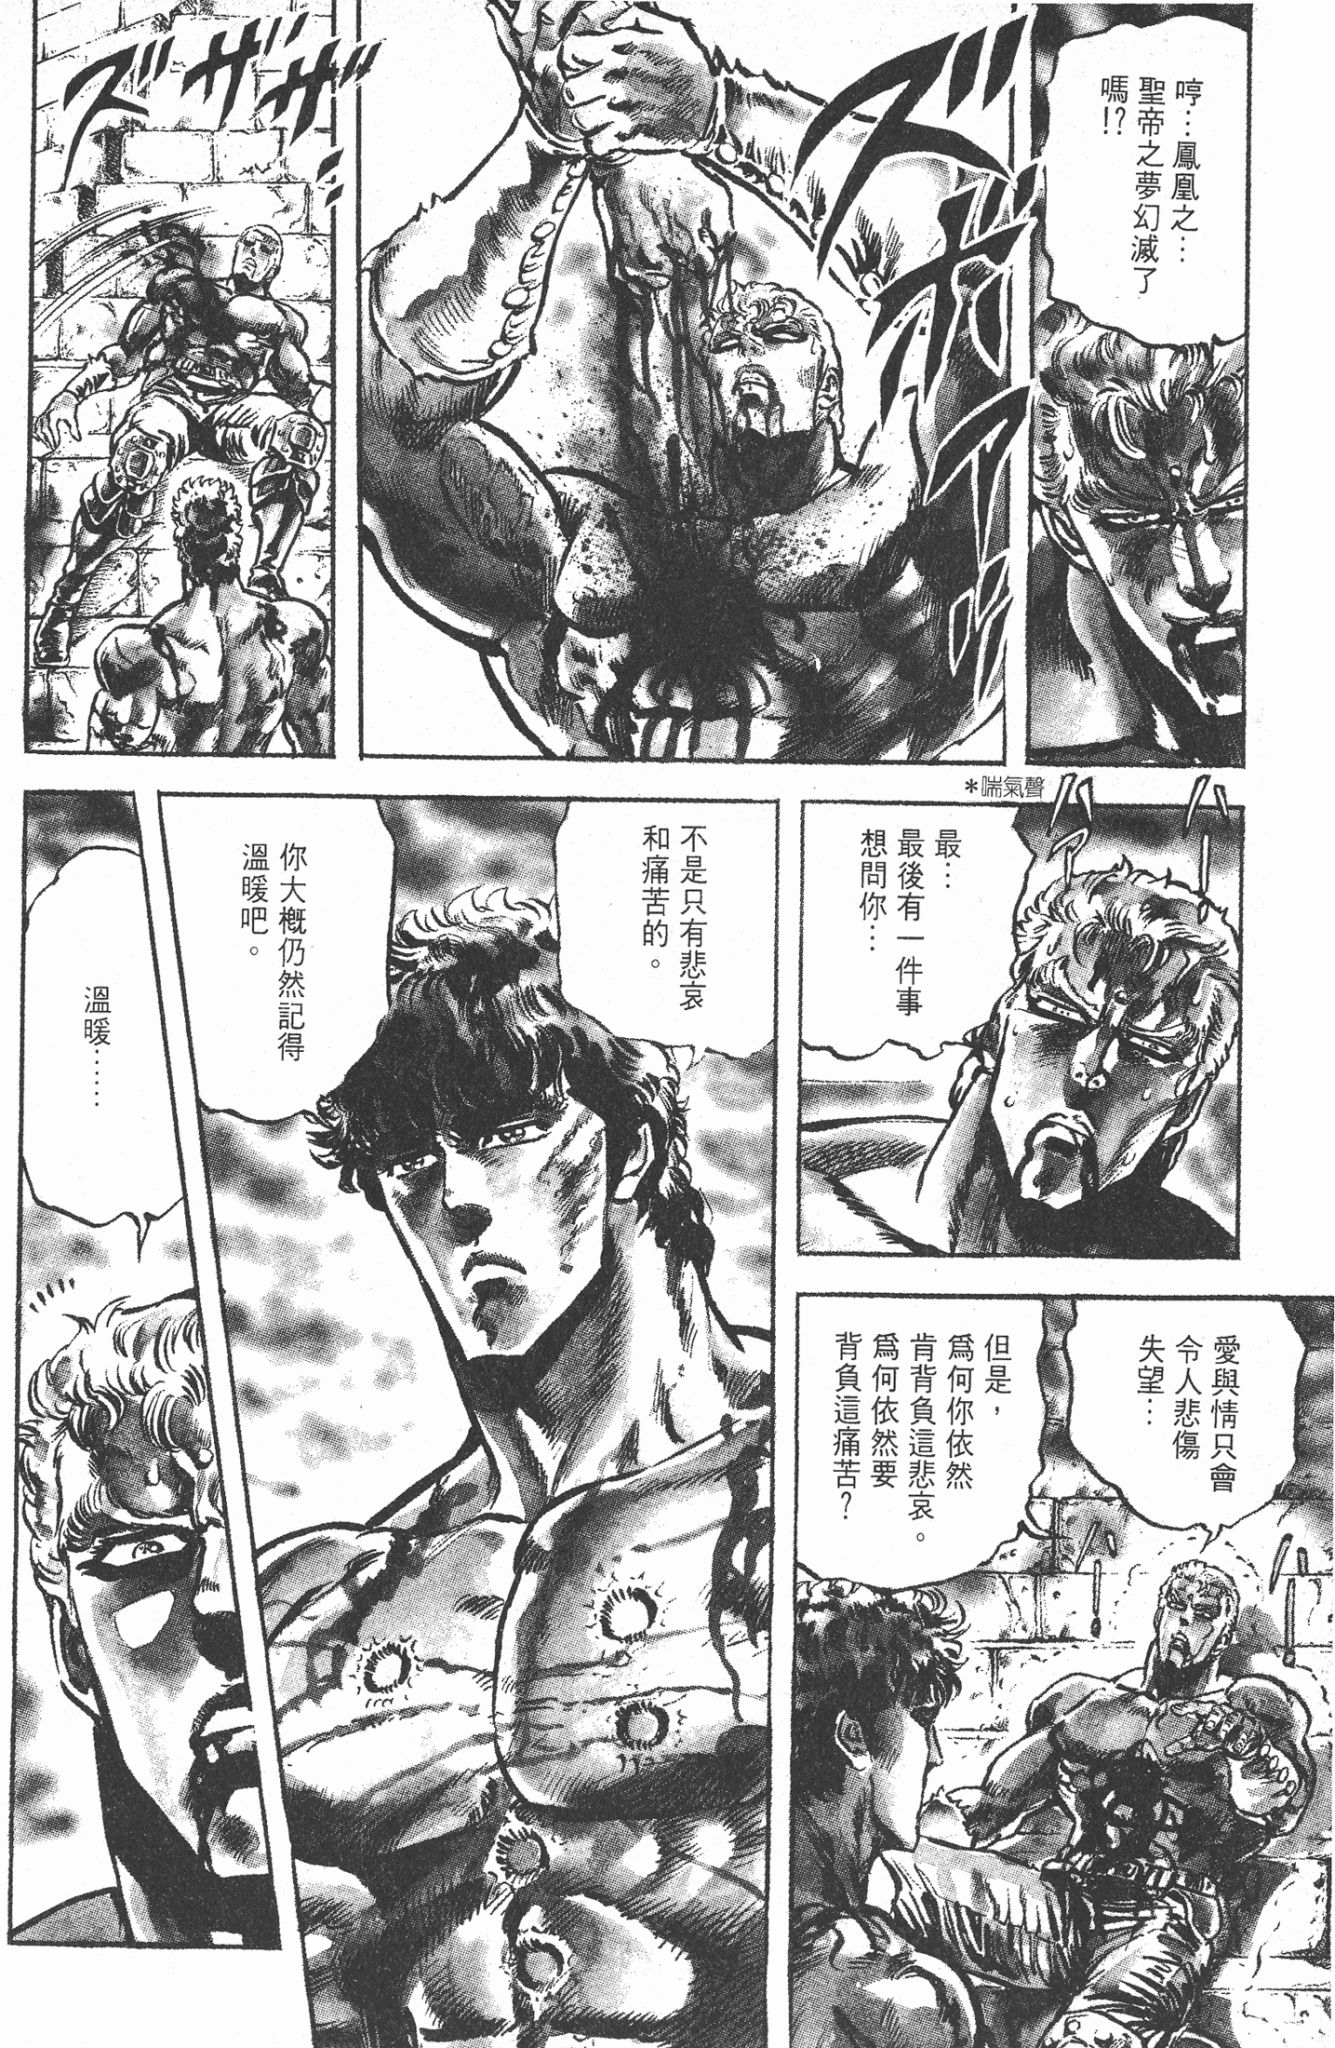 哼…鳳凰之…
聖帝之夢幻滅了
嗎!?
ズボボッ
ズザザ
*喘氣聲
最…
最後有一件事
想問你…
愛與情只會
令人悲傷
失望…
但是，
為何你依然
肯背負這悲哀。
為何依然要
背負這痛苦？
不是只有悲哀
和痛苦的。
你大概仍然記得
溫暖吧。
溫暖……